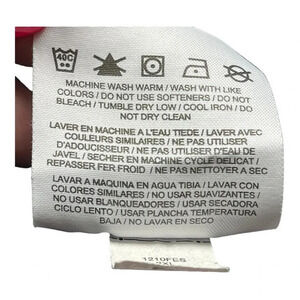 40C
MACHINE WASH WARM / WASH WITH LIKE
COLORS / DO NOT USE SOFTENERS / DO NOT
BLEACH / TUMBLE DRY LOW / COOL IRON / DO
NOT DRY CLEAN
LAVER EN MACHINE A L'EAU TIEDE / LAVER AVEC
COULEURS SIMILAIRES / NE PAS UTILISER
D'ADOUCISSEUR / NE PAS UTILISER D'EAU DE
JAVEL / SECHER EN MACHINE CYCLE DELICAT /
REPASSER FER FROID / NE PAS NETTOYER A SEC
LAVAR A MAQUINA EN AGUA TIBIA / LAVAR CON
COLORES SIMILARES / NO USAR SUAVIZANTES /
NO USAR BLANQUEADORES / USAR SECADORA
CICLO LENTO / USAR PLANCHA TEMPERATURA
BAJA / NO LAVAR EN SECO
1210FES
2XL